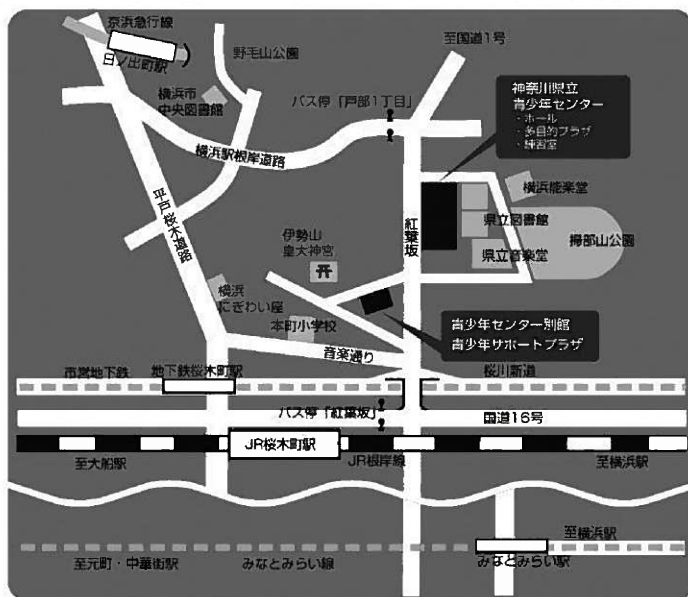 京浜急行線
日ノ出町駅
野毛山公園
至国道1号
横浜市
中央図書館
バス停「戸部1丁目」
神奈川県立
青少年センター
・ホール
・多目的プラザ
・練習室
横浜駅根岸道路
平戸桜木道路
紅葉坂
横浜能楽堂
県立図書館
県立音楽堂
掃部山公園
伊勢山
皇大神宮
横浜
にぎわい座
本町小学校
青少年センター別館
青少年サポートプラザ
音楽通り
市営地下鉄
地下鉄桜木町駅
桜川新道
バス停「紅葉坂」
国道16号
JR桜木町駅
至大船駅
JR根岸線
至横浜駅
至横浜駅
至元町・中華街駅
みなとみらい線
みなとみらい駅